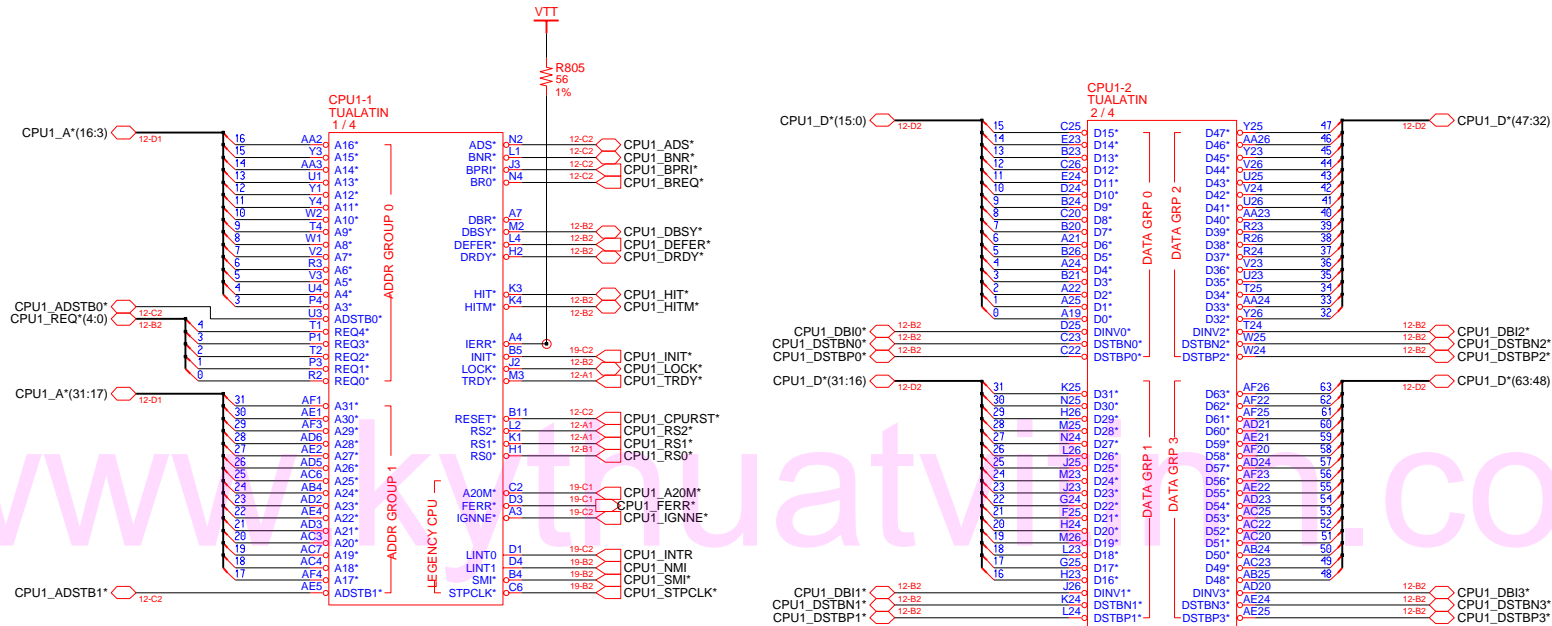 VTT
R805
56
1%
CPU1-1
TUALATIN
1 / 4
CPU1_A*(16:3) 12-D1
16 AA2 A16*
15 Y3 A15*
14 AA3 A14*
13 U1 A13*
12 Y1 A12*
11 Y4 A11*
10 W2 A10*
9 T4 A9*
8 W1 A8*
7 V2 A7*
6 R3 A6*
5 V3 A5*
4 U4 A4*
3 P4 A3*
CPU1_ADSTB0* 12-C2 U3 ADSTB0*
CPU1_REQ*(4:0) 12-B2
4 T1 REQ4*
3 P1 REQ3*
2 T2 REQ2*
1 P3 REQ1*
0 R2 REQ0*
ADDR GROUP 0
CPU1_A*(31:17) 12-D1
31 AF1 A31*
30 AE1 A30*
29 AF3 A29*
28 AD6 A28*
27 AE2 A27*
26 AD5 A26*
25 AC6 A25*
24 AB4 A24*
23 AD2 A23*
22 AE4 A22*
21 AD3 A21*
20 AC3 A20*
19 AC7 A19*
18 AC4 A18*
17 AF4 A17*
CPU1_ADSTB1* 12-C2 AE5 ADSTB1*
ADDR GROUP 1
LEGENCY CPU
ADS* N2 12-C2 CPU1_ADS*
BNR* L1 12-C2 CPU1_BNR*
BPRI* J3 12-C2 CPU1_BPRI*
BR0* N4 12-C2 CPU1_BREQ*
DBR* A7
DBSY* M2 12-B2 CPU1_DBSY*
DEFER* L4 12-B2 CPU1_DEFER*
DRDY* H2 12-B2 CPU1_DRDY*
HIT* K3 12-B2 CPU1_HIT*
HITM* K4 12-B2 CPU1_HITM*
IERR* A4
INIT* B5 19-C2 CPU1_INIT*
LOCK* J2 12-B2 CPU1_LOCK*
TRDY* M3 12-A1 CPU1_TRDY*
RESET* B11 12-C2 CPU1_CPURST*
RS2* L2 12-A1 CPU1_RS2*
RS1* K1 12-A1 CPU1_RS1*
RS0* H1 12-B1 CPU1_RS0*
A20M* C2 19-C1 CPU1_A20M*
FERR* D3 19-C1 CPU1_FERR*
IGNNE* A3 19-C2 CPU1_IGNNE*
LINT0 D1 19-C2 CPU1_INTR
LINT1 D4 19-B2 CPU1_NMI
SMI* B4 19-B2 CPU1_SMI*
STPCLK* C6 19-B2 CPU1_STPCLK*
CPU1-2
TUALATIN
2 / 4
CPU1_D*(15:0) 12-D2
15 C25 D15*
14 E23 D14*
13 B23 D13*
12 C26 D12*
11 E24 D11*
10 D24 D10*
9 B24 D9*
8 C20 D8*
7 B20 D7*
6 A21 D6*
5 B26 D5*
4 A24 D4*
3 B21 D3*
2 A22 D2*
1 A25 D1*
0 A19 D0*
CPU1_DBI0* 12-B2 D25 DINV0*
CPU1_DSTBN0* 12-B2 C23 DSTBN0*
CPU1_DSTBP0* 12-B2 C22 DSTBP0*
DATA GRP 0
CPU1_D*(31:16) 12-D2
31 K25 D31*
30 N25 D30*
29 H26 D29*
28 M25 D28*
27 N24 D27*
26 L26 D26*
25 J25 D25*
24 M23 D24*
23 J23 D23*
22 G24 D22*
21 F25 D21*
20 H24 D20*
19 M26 D19*
18 L23 D18*
17 G25 D17*
16 H23 D16*
CPU1_DBI1* 12-B2 J26 DINV1*
CPU1_DSTBN1* 12-B2 K24 DSTBN1*
CPU1_DSTBP1* 12-B2 L24 DSTBP1*
DATA GRP 1
DATA GRP 2
D47* Y25 47 12-D2 CPU1_D*(47:32)
D46* AA26 46
D45* Y23 45
D44* V26 44
D43* U25 43
D42* V24 42
D41* U26 41
D40* AA23 40
D39* R23 39
D38* R26 38
D37* R24 37
D36* V23 36
D35* U23 35
D34* T25 34
D33* AA24 33
D32* Y26 32
DINV2* T24 12-B2 CPU1_DBI2*
DSTBN2* W25 12-B2 CPU1_DSTBN2*
DSTBP2* W24 12-B2 CPU1_DSTBP2*
DATA GRP 3
D63* AF26 63 12-D2 CPU1_D*(63:48)
D62* AF22 62
D61* AF25 61
D60* AD21 60
D59* AE21 59
D58* AF20 58
D57* AD24 57
D56* AF23 56
D55* AE22 55
D54* AD23 54
D53* AC25 53
D52* AC22 52
D51* AC20 51
D50* AB24 50
D49* AC23 49
D48* AB25 48
DINV3* AD20 12-B2 CPU1_DBI3*
DSTBN3* AE24 12-B2 CPU1_DSTBN3*
DSTBP3* AE25 12-B2 CPU1_DSTBP3*
www.kythuatvitinh.co